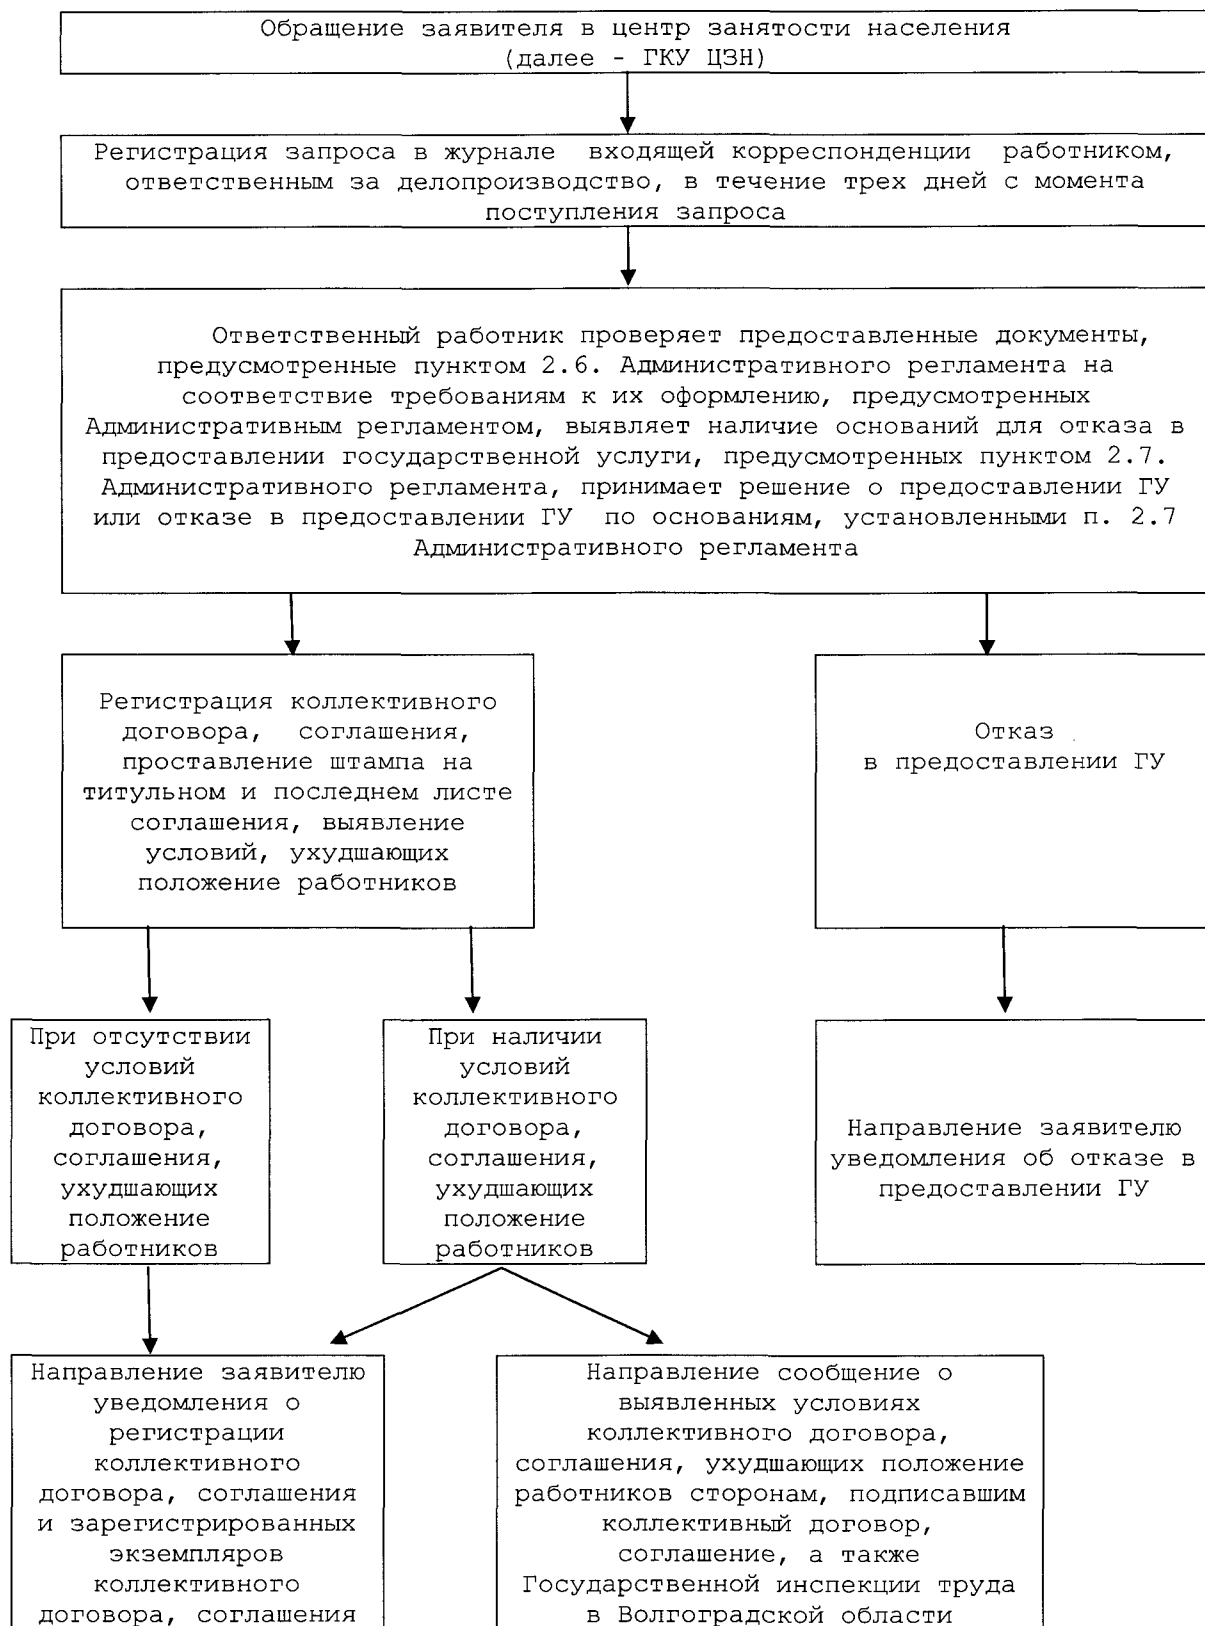 Обращение заявителя в центр занятости населения
(далее - ГКУ ЦЗН)
Регистрация запроса в журнале входящей корреспонденции работником,
ответственным за делопроизводство, в течение трех дней с момента
поступления запроса
Ответственный работник проверяет предоставленные документы,
предусмотренные пунктом 2.6. Административного регламента на
соответствие требованиям к их оформлению, предусмотренных
Административным регламентом, выявляет наличие оснований для отказа в
предоставлении государственной услуги, предусмотренных пунктом 2.7.
Административного регламента, принимает решение о предоставлении ГУ
или отказе в предоставлении ГУ по основаниям, установленными п. 2.7
Административного регламента
Регистрация коллективного
договора, соглашения,
проставление штампа на
титульном и последнем листе
соглашения, выявление
условий, ухудшающих
положение работников
Отказ
в предоставлении ГУ
При отсутствии
условий
коллективного
договора,
соглашения,
ухудшающих
положение
работников
При наличии
условий
коллективного
договора,
соглашения,
ухудшающих
положение
работников
Направление заявителю
уведомления об отказе в
предоставлении ГУ
Направление заявителю
уведомления о
регистрации
коллективного
договора, соглашения
и зарегистрированных
экземпляров
коллективного
договора, соглашения
Направление сообщение о
выявленных условиях
коллективного договора,
соглашения, ухудшающих положение
работников сторонам, подписавшим
коллективный договор,
соглашение, а также
Государственной инспекции труда
в Волгоградской области